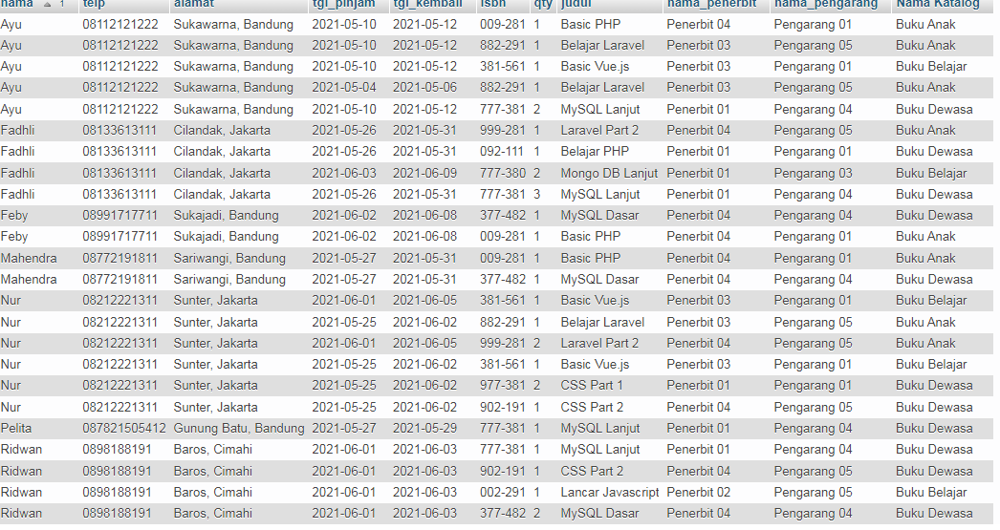 nama 1 telp alamat tgl_pinjam tgl_kembali isbn qty judul nama_penerbit nama_pengarang Nama Katalog
Ayu 08112121222 Sukawarna, Bandung 2021-05-10 2021-05-12 009-281 1 Basic PHP Penerbit 04 Pengarang 01 Buku Anak
Ayu 08112121222 Sukawarna, Bandung 2021-05-10 2021-05-12 882-291 1 Belajar Laravel Penerbit 03 Pengarang 05 Buku Anak
Ayu 08112121222 Sukawarna, Bandung 2021-05-10 2021-05-12 381-561 1 Basic Vue.js Penerbit 03 Pengarang 01 Buku Belajar
Ayu 08112121222 Sukawarna, Bandung 2021-05-04 2021-05-06 882-291 1 Belajar Laravel Penerbit 03 Pengarang 05 Buku Anak
Ayu 08112121222 Sukawarna, Bandung 2021-05-10 2021-05-12 777-381 2 MySQL Lanjut Penerbit 01 Pengarang 04 Buku Dewasa
Fadhli 08133613111 Cilandak, Jakarta 2021-05-26 2021-05-31 999-281 1 Laravel Part 2 Penerbit 04 Pengarang 05 Buku Anak
Fadhli 08133613111 Cilandak, Jakarta 2021-05-26 2021-05-31 092-111 1 Belajar PHP Penerbit 01 Pengarang 01 Buku Dewasa
Fadhli 08133613111 Cilandak, Jakarta 2021-06-03 2021-06-09 777-380 2 Mongo DB Lanjut Penerbit 01 Pengarang 03 Buku Belajar
Fadhli 08133613111 Cilandak, Jakarta 2021-05-26 2021-05-31 777-381 3 MySQL Lanjut Penerbit 01 Pengarang 04 Buku Dewasa
Feby 08991717711 Sukajadi, Bandung 2021-06-02 2021-06-08 377-482 1 MySQL Dasar Penerbit 04 Pengarang 04 Buku Dewasa
Feby 08991717711 Sukajadi, Bandung 2021-06-02 2021-06-08 009-281 1 Basic PHP Penerbit 04 Pengarang 01 Buku Anak
Mahendra 08772191811 Sariwangi, Bandung 2021-05-27 2021-05-31 009-281 1 Basic PHP Penerbit 04 Pengarang 01 Buku Anak
Mahendra 08772191811 Sariwangi, Bandung 2021-05-27 2021-05-31 377-482 1 MySQL Dasar Penerbit 04 Pengarang 04 Buku Dewasa
Nur 08212221311 Sunter, Jakarta 2021-06-01 2021-06-05 381-561 1 Basic Vue.js Penerbit 03 Pengarang 01 Buku Belajar
Nur 08212221311 Sunter, Jakarta 2021-05-25 2021-06-02 882-291 1 Belajar Laravel Penerbit 03 Pengarang 05 Buku Anak
Nur 08212221311 Sunter, Jakarta 2021-06-01 2021-06-05 999-281 2 Laravel Part 2 Penerbit 04 Pengarang 05 Buku Anak
Nur 08212221311 Sunter, Jakarta 2021-05-25 2021-06-02 381-561 1 Basic Vue.js Penerbit 03 Pengarang 01 Buku Belajar
Nur 08212221311 Sunter, Jakarta 2021-05-25 2021-06-02 977-381 2 CSS Part 1 Penerbit 01 Pengarang 01 Buku Dewasa
Nur 08212221311 Sunter, Jakarta 2021-05-25 2021-06-02 902-191 1 CSS Part 2 Penerbit 04 Pengarang 05 Buku Dewasa
Pelita 087821505412 Gunung Batu, Bandung 2021-05-27 2021-05-29 777-381 1 MySQL Lanjut Penerbit 01 Pengarang 04 Buku Dewasa
Ridwan 0898188191 Baros, Cimahi 2021-06-01 2021-06-03 777-381 1 MySQL Lanjut Penerbit 01 Pengarang 04 Buku Dewasa
Ridwan 0898188191 Baros, Cimahi 2021-06-01 2021-06-03 902-191 1 CSS Part 2 Penerbit 04 Pengarang 05 Buku Dewasa
Ridwan 0898188191 Baros, Cimahi 2021-06-01 2021-06-03 002-291 1 Lancar Javascript Penerbit 02 Pengarang 05 Buku Belajar
Ridwan 0898188191 Baros, Cimahi 2021-06-01 2021-06-03 377-482 2 MySQL Dasar Penerbit 04 Pengarang 04 Buku Dewasa